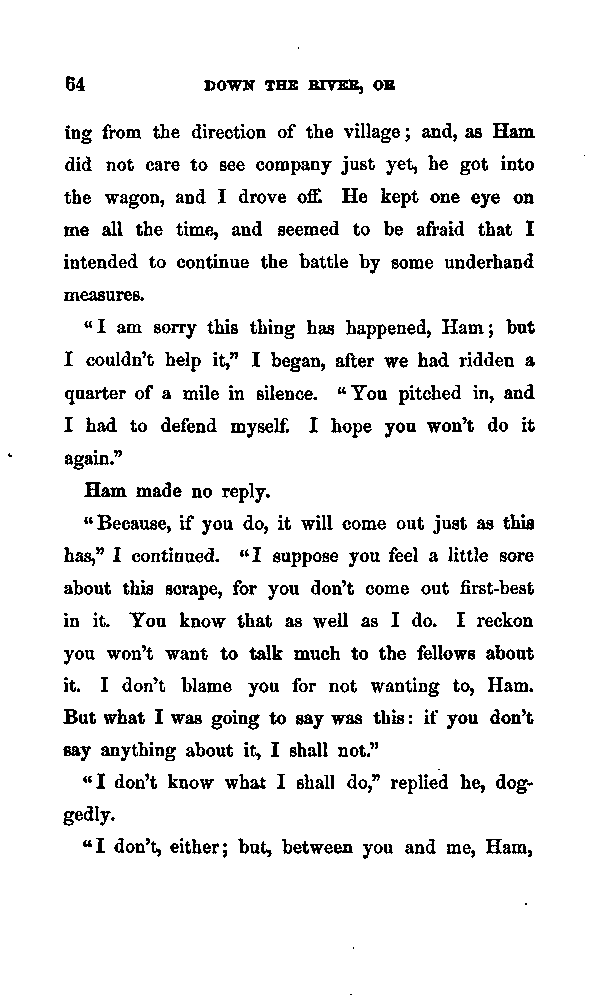 64 DOWN THE RIVER, OR
ing from the direction of the village; and, as Ham
did not care to see company just yet, he got into
the wagon, and I drove off. He kept one eye on
me all the time, and seemed to be afraid that I
intended to continue the battle by some underhand
measures.
"I am sorry this thing has happened, Ham; but
I couldn't help it," I began, after we had ridden a
quarter of a mile in silence. "You pitched in, and
I had to defend myself. I hope you won't do it
again."
Ham made no reply.
"Because, if you do, it will come out just as this
has," I continued. "I suppose you feel a little sore
about this scrape, for you don't come out first-best
in it. You know that as well as I do. I reckon
you won't want to talk much to the fellows about
it. I don't blame you for not wanting to, Ham.
But what I was going to say was this: if you don't
say anything about it, I shall not."
"I don't know what I shall do," replied he, dog-
gedly.
"I don't, either; but, between you and me, Ham,